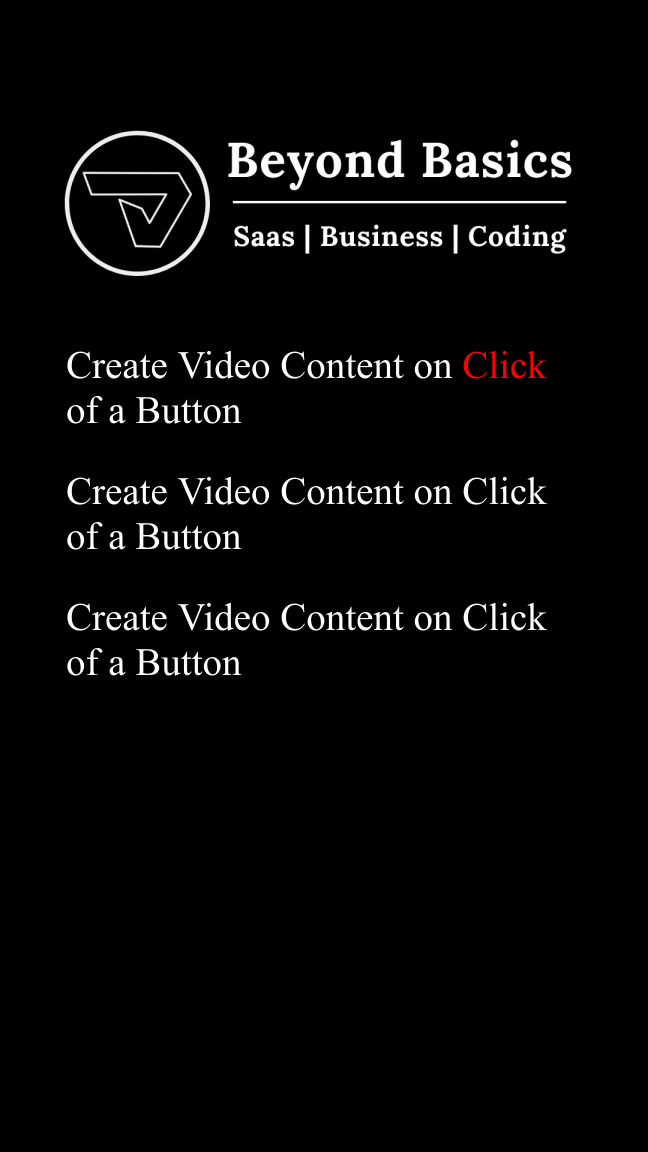 Beyond Basics
Saas | Business | Coding
Create Video Content on Click
of a Button
Create Video Content on Click
of a Button
Create Video Content on Click
of a Button